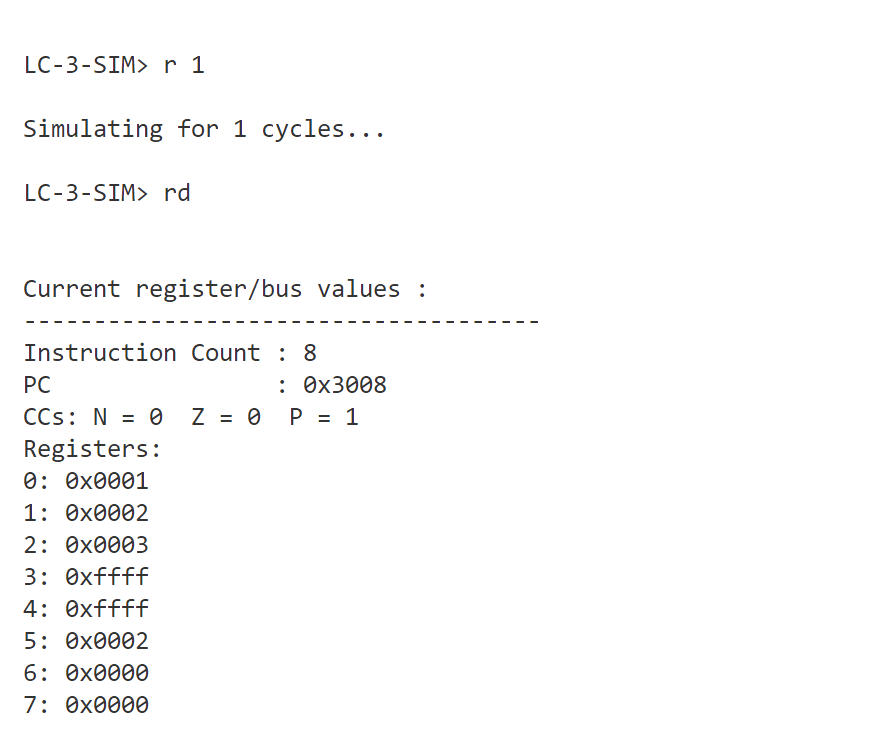 LC-3-SIM> r 1
Simulating for 1 cycles...
LC-3-SIM> rd
Current register/bus values :
-------------------------------------
Instruction Count : 8
PC                : 0x3008
CCs: N = 0  Z = 0  P = 1
Registers:
0: 0x0001
1: 0x0002
2: 0x0003
3: 0xffff
4: 0xffff
5: 0x0002
6: 0x0000
7: 0x0000